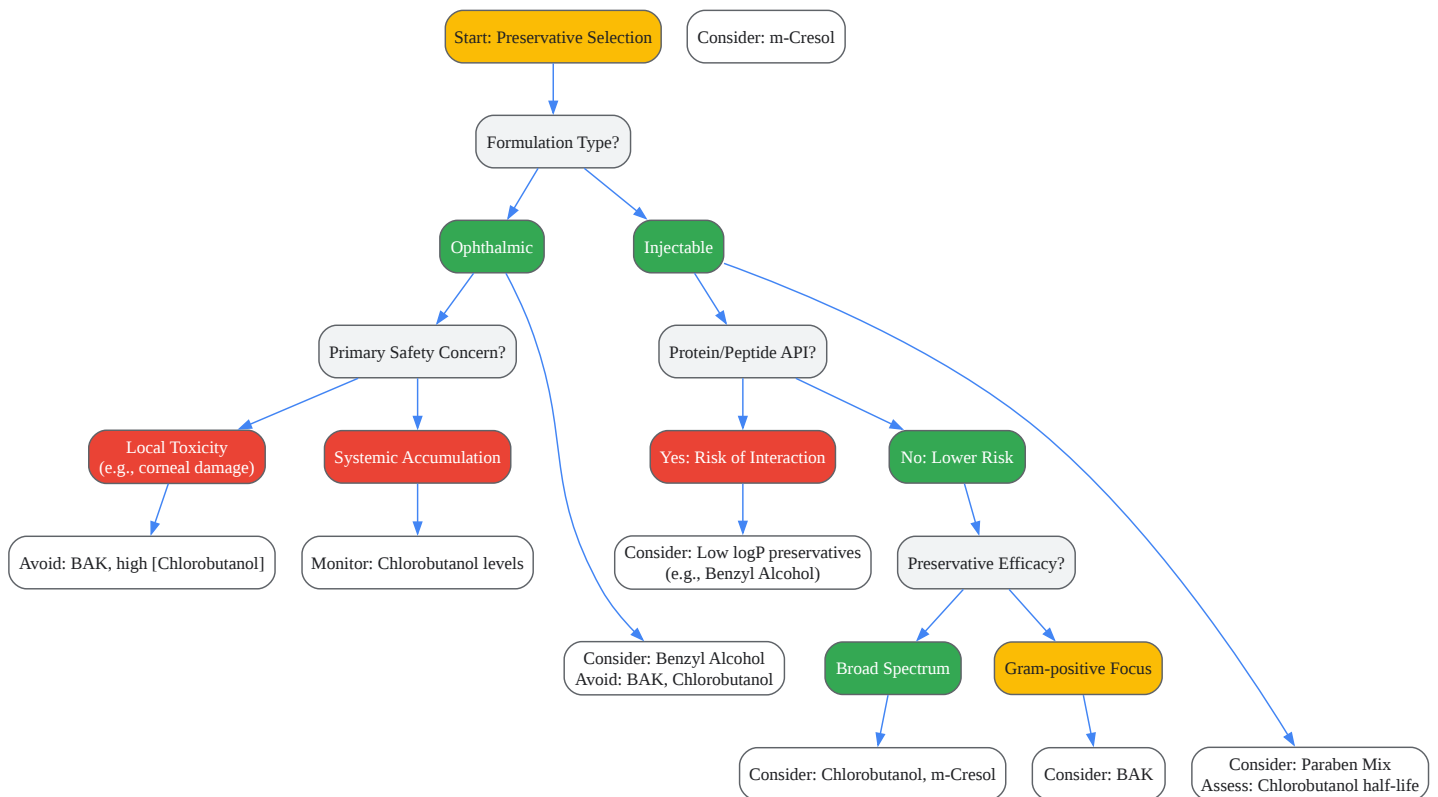 Start: Preservative Selection
Consider: m-Cresol
Formulation Type?
Ophthalmic
Injectable
Primary Safety Concern?
Protein/Peptide API?
Local Toxicity
(e.g., corneal damage)
Systemic Accumulation
Yes: Risk of Interaction
No: Lower Risk
Avoid: BAK, high [Chlorobutanol]
Monitor: Chlorobutanol levels
Consider: Low logP preservatives
(e.g., Benzyl Alcohol)
Preservative Efficacy?
Consider: Benzyl Alcohol
Avoid: BAK, Chlorobutanol
Broad Spectrum
Gram-positive Focus
Consider: Chlorobutanol, m-Cresol
Consider: BAK
Consider: Paraben Mix
Assess: Chlorobutanol half-life